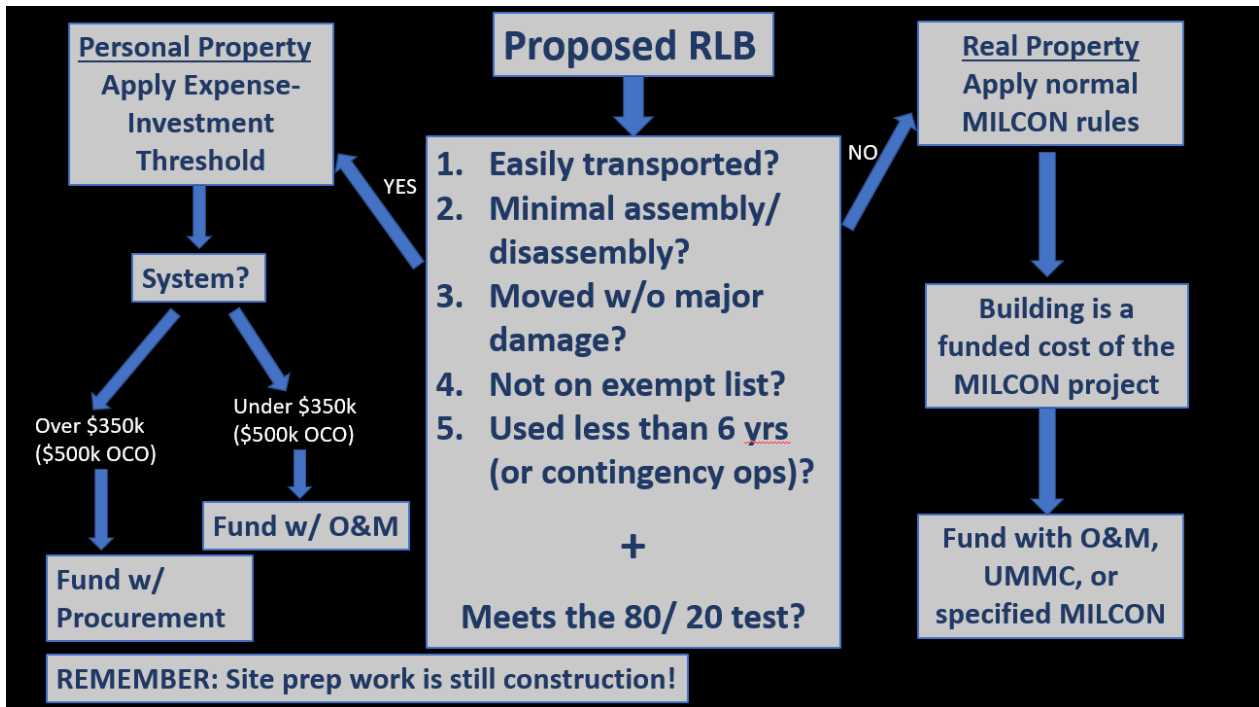 Proposed RLB
Personal Property
Apply Expense-
Investment
Threshold
YES
System?
Over $350k
($500k OCO)
Under $350k
($500k OCO)
Fund w/ O&M
Fund w/
Procurement
1. Easily transported?
2. Minimal assembly/
disassembly?
3. Moved w/o major
damage?
4. Not on exempt list?
5. Used less than 6 yrs
(or contingency ops)?
+
Meets the 80/ 20 test?
NO
Real Property
Apply normal
MILCON rules
Building is a
funded cost of the
MILCON project
Fund with O&M,
UMMC, or
specified MILCON
REMEMBER: Site prep work is still construction!